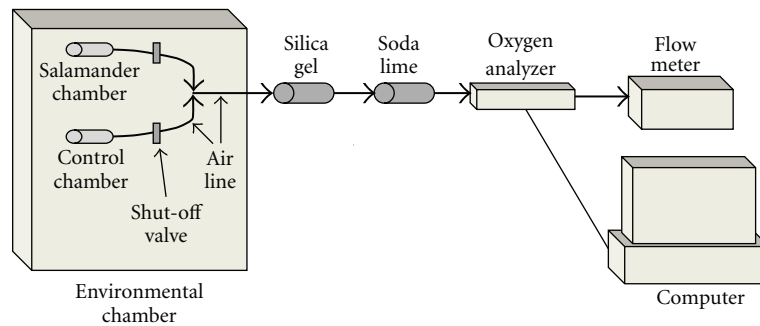 Salamander
chamber
Control
chamber
Air
line
Shut-off
valve
Environmental
chamber
Silica
gel
Soda
lime
Oxygen
analyzer
Flow
meter
Computer